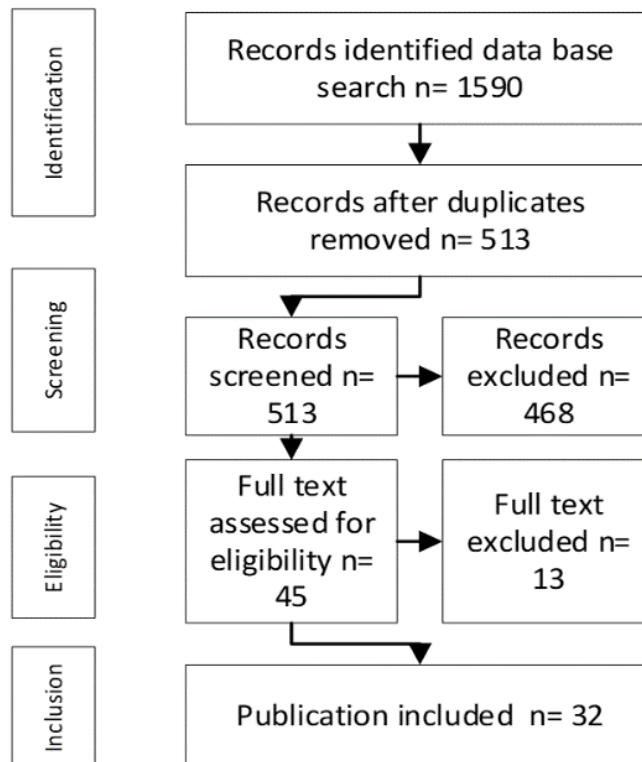 Identification
Records identified data base
search n= 1590
Records after duplicates
removed n= 513
Screening
Records
screened n=
513
Records
excluded n=
468
Eligibility
Full text
assessed for
eligibility n=
45
Full text
excluded n=
13
Inclusion
Publication included  n= 32